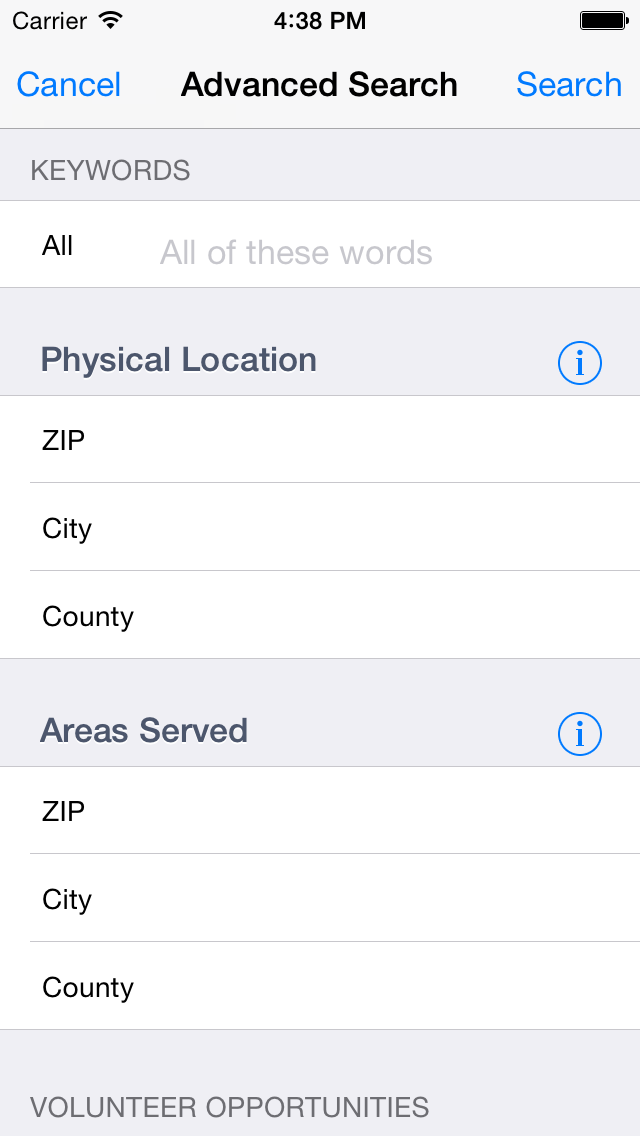 Carrier 4:38 PM
Cancel Advanced Search Search
KEYWORDS
All All of these words
Physical Location i
ZIP
City
County
Areas Served i
ZIP
City
County
VOLUNTEER OPPORTUNITIES